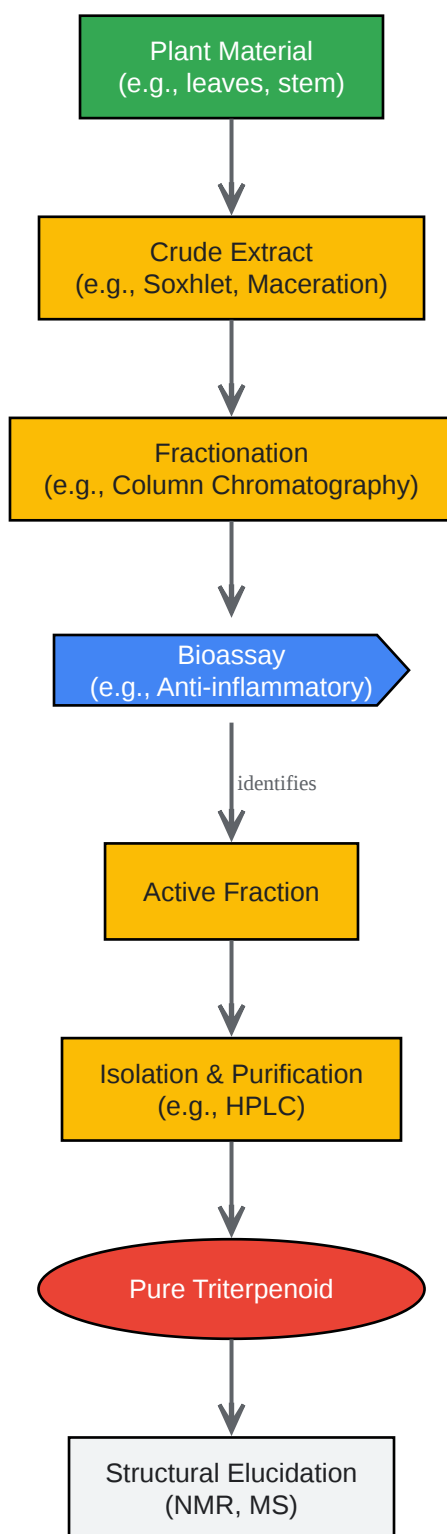 Plant Material
(e.g., leaves, stem)
Crude Extract
(e.g., Soxhlet, Maceration)
Fractionation
(e.g., Column Chromatography)
Bioassay
(e.g., Anti-inflammatory)
identifies
Active Fraction
Isolation & Purification
(e.g., HPLC)
Pure Triterpenoid
Structural Elucidation
(NMR, MS)